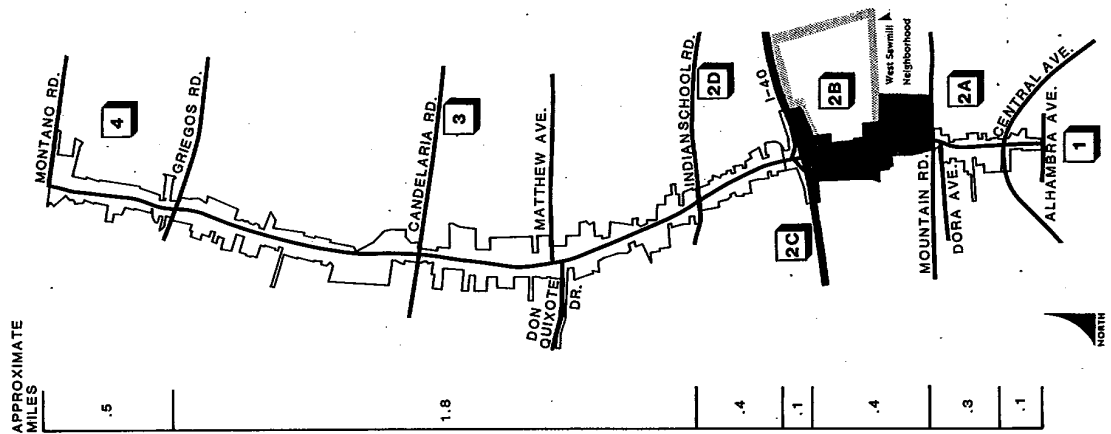 APPROXIMATE
MILES
.5
1.8
.4
.1
.4
.3
.1
MONTANO RD.
4
GRIEGOS RD.
CANDELARIA RD.
3
MATTHEW AVE.
DON
QUIXOTE
DR.
INDIAN SCHOOL RD.
2D
I-40
2C
2B
West Sawmill
Neighborhood
MOUNTAIN RD.
2A
DORA AVE.
CENTRAL AVE.
ALHAMBRA AVE.
1
NORTH